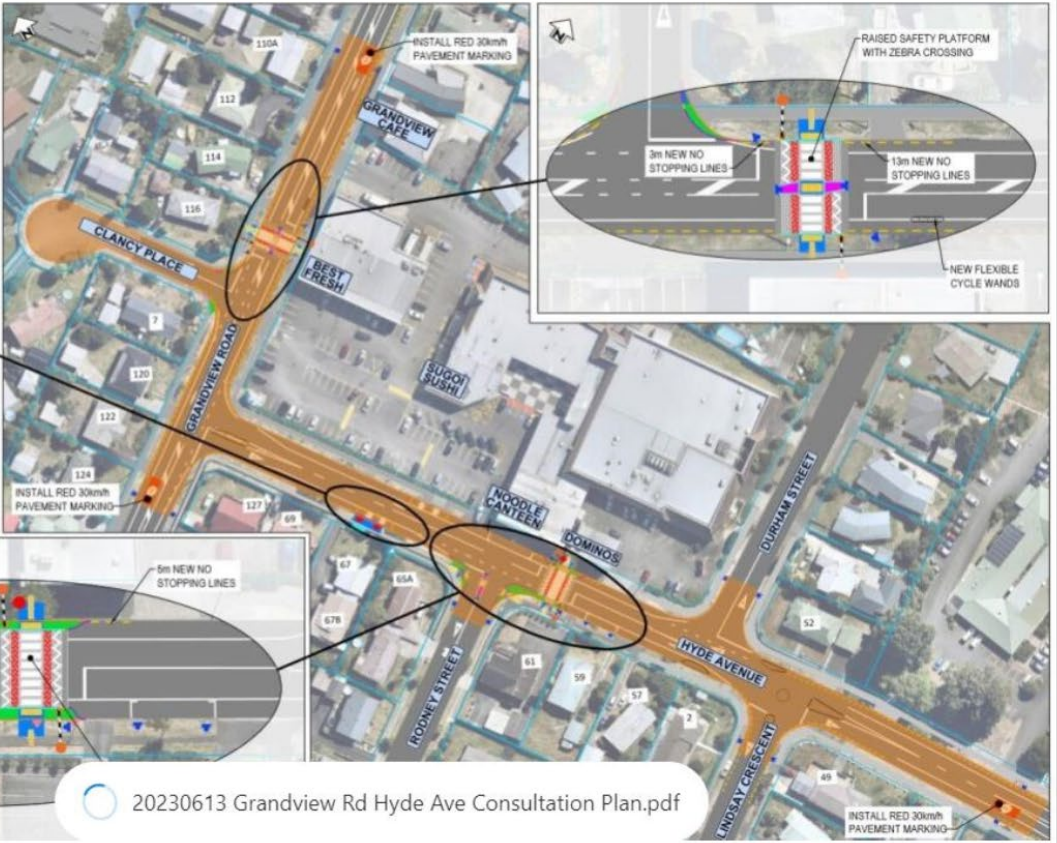 110A
INSTALL RED 30km/h
PAVEMENT MARKING
GRANDVIEW
CAFE
112
114
116
CLANCY PLACE
BEST
FRESH
7
120
122
124
GRANDVIEW ROAD
INSTALL RED 30km/h
PAVEMENT MARKING
SUGOI
SUSHI
N
RAISED SAFETY PLATFORM
WITH ZEBRA CROSSING
3m NEW NO
STOPPING LINES
13m NEW NO
STOPPING LINES
NEW FLEXIBLE
CYCLE WANDS
127
69
67
67B
65A
NOODLE
CANTEEN
DOMINOS
DURHAM STREET
52
61
59
57
2
HYDE AVENUE
RODNEY STREET
LINDSAY CRESCENT
49
INSTALL RED 30km/h
PAVEMENT MARKING
5m NEW NO
STOPPING LINES
20230613 Grandview Rd Hyde Ave Consultation Plan.pdf